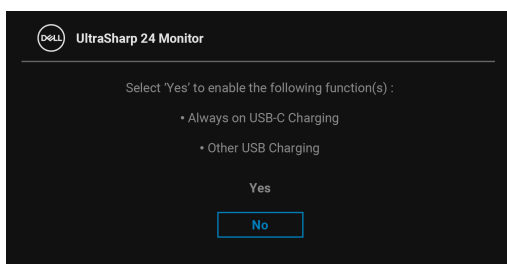 DELL
UltraSharp 24 Monitor
Select ‘Yes’ to enable the following function(s) :
• Always on USB-C Charging
• Other USB Charging
Yes
No